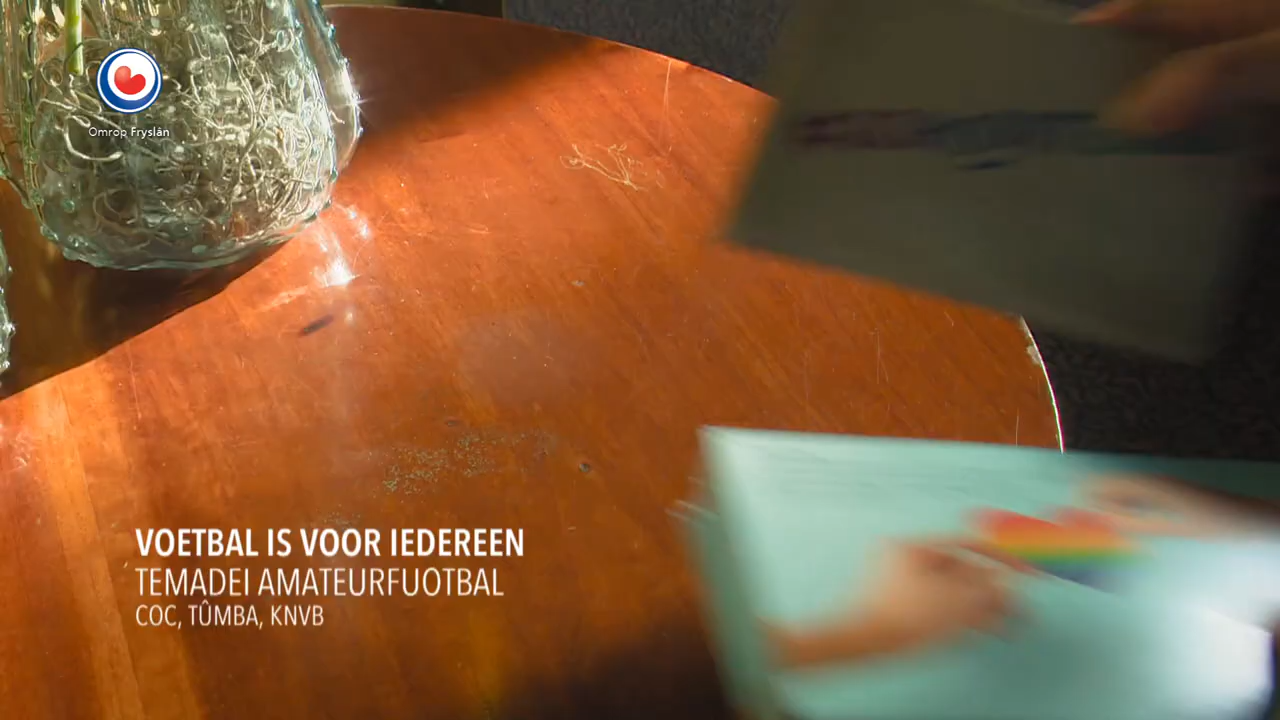 Omrop Fryslân
VOETBAL IS VOOR IEDEREEN
TEMADEI AMATEURFUOTBAL
COC, TÛMBA, KNVB